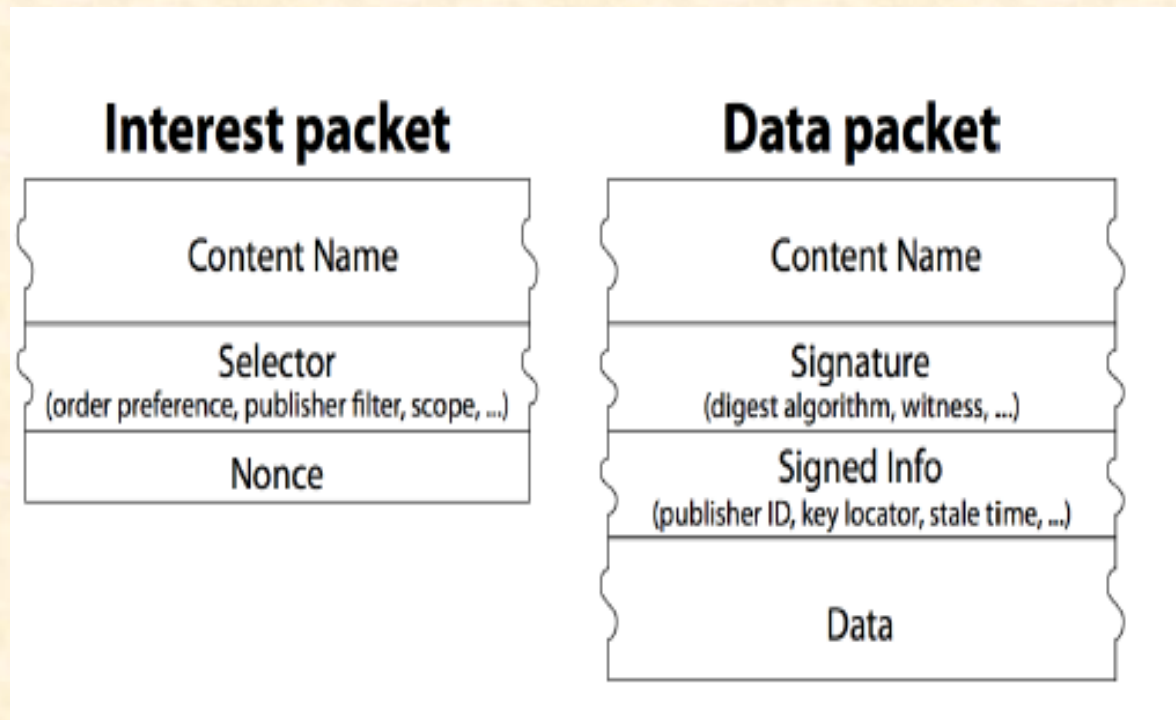 Interest packet
Content Name
Selector
(order preference, publisher filter, scope, ...)
Nonce
Data packet
Content Name
Signature
(digest algorithm, witness, ...)
Signed Info
(publisher ID, key locator, stale time, ...)
Data